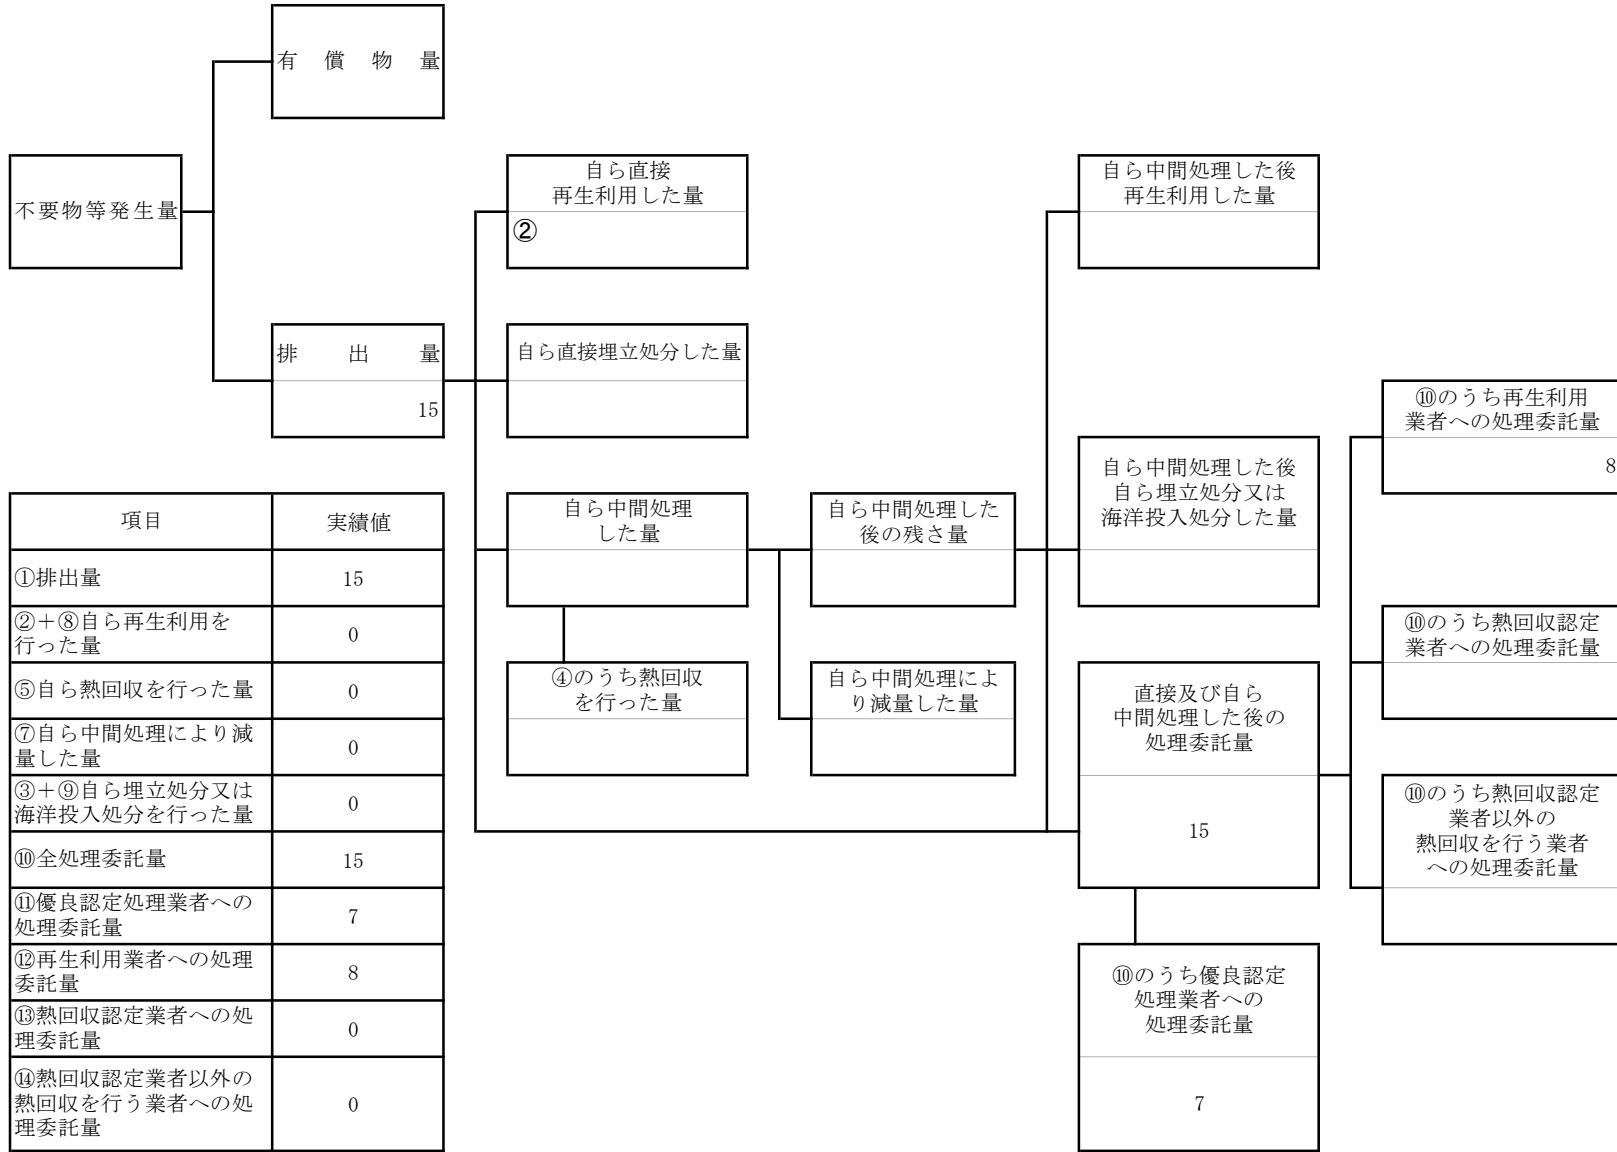 有償物量
不要物等発生量
自ら直接
再生利用した量
②
自ら中間処理した後
再生利用した量
排出量
15
自ら直接埋立処分した量
⑩のうち再生利用
業者への処理委託量
8
自ら中間処理した後
自ら埋立処分又は
海洋投入処分した量
自ら中間処理
した量
自ら中間処理した
後の残さ量
⑩のうち熱回収認定
業者への処理委託量
④のうち熱回収
を行った量
自ら中間処理によ
り減量した量
直接及び自ら
中間処理した後の
処理委託量
15
⑩のうち熱回収認定
業者以外の
熱回収を行う業者
への処理委託量
⑩のうち優良認定
処理業者への
処理委託量
7
項目 実績値
①排出量 15
②＋⑧自ら再生利用を
行った量 0
⑤自ら熱回収を行った量 0
⑦自ら中間処理により減
量した量 0
③＋⑨自ら埋立処分又は
海洋投入処分を行った量 0
⑩全処理委託量 15
⑪優良認定処理業者への
処理委託量 7
⑫再生利用業者への処理
委託量 8
⑬熱回収認定業者への処
理委託量 0
⑭熱回収認定業者以外の
熱回収を行う業者への処 0
理委託量